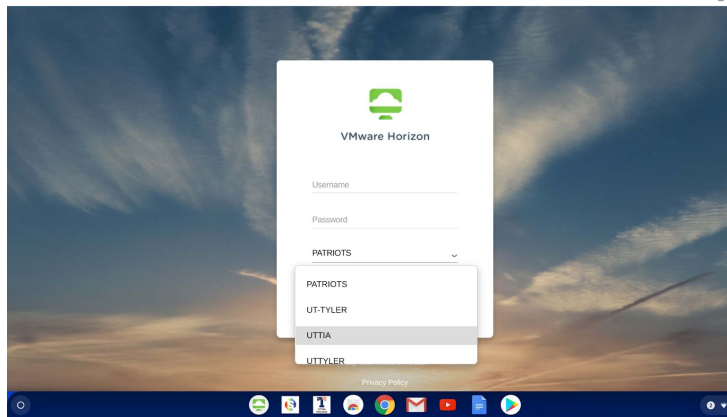 VMware Horizon
Username
Password
PATRIOTS
PATRIOTS
UT-TYLER
UTTIA
UTTYLER
Privacy Policy